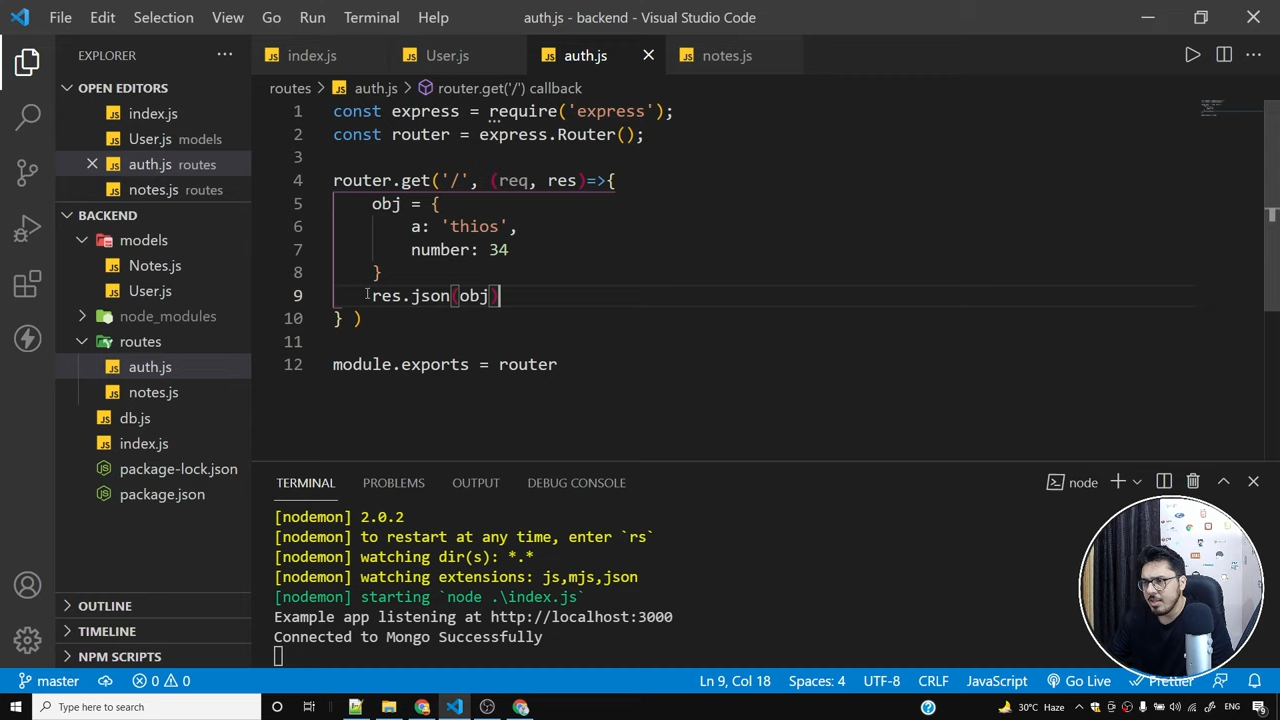 File Edit Selection View Go Run Terminal Help auth.js - backend - Visual Studio Code
EXPLORER
index.js User.js auth.js notes.js
OPEN EDITORS
index.js
User.js models
auth.js routes
notes.js routes
BACKEND
models
Notes.js
User.js
node_modules
routes
auth.js
notes.js
db.js
index.js
package-lock.json
package.json
OUTLINE
TIMELINE
NPM SCRIPTS
routes > auth.js > router.get('/') callback
1 const express = require('express');
2 const router = express.Router();
3
4 router.get('/', (req, res)=>{
5 obj = {
6 a: 'thios',
7 number: 34
8 }
9 res.json(obj)
10 } )
11
12 module.exports = router
TERMINAL PROBLEMS OUTPUT DEBUG CONSOLE node
[nodemon] 2.0.2
[nodemon] to restart at any time, enter `rs`
[nodemon] watching dir(s): *.*
[nodemon] watching extensions: js,mjs,json
[nodemon] starting `node .\index.js`
Example app listening at http://localhost:3000
Connected to Mongo Successfully
master 0 0 Ln 9, Col 18 Spaces: 4 UTF-8 CRLF JavaScript Go Live Prettier
Type here to search 30°C Haze